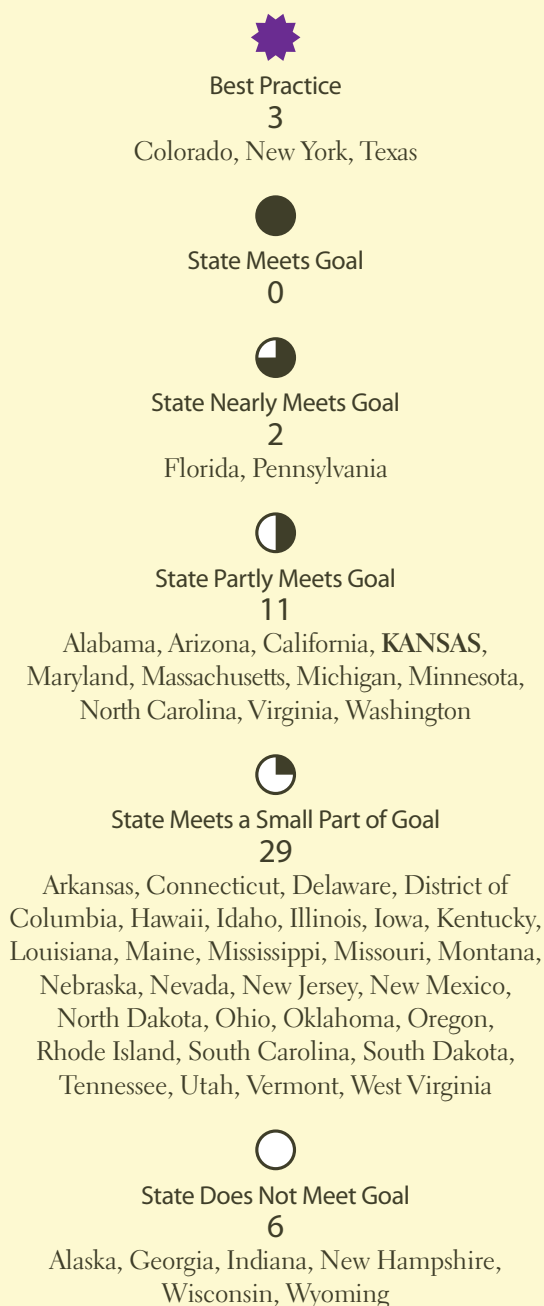 Best Practice
3
Colorado, New York, Texas
State Meets Goal
0
State Nearly Meets Goal
2
Florida, Pennsylvania
State Partly Meets Goal
11
Alabama, Arizona, California, KANSAS,
Maryland, Massachusetts, Michigan, Minnesota,
North Carolina, Virginia, Washington
State Meets a Small Part of Goal
29
Arkansas, Connecticut, Delaware, District of
Columbia, Hawaii, Idaho, Illinois, Iowa, Kentucky,
Louisiana, Maine, Mississippi, Missouri, Montana,
Nebraska, Nevada, New Jersey, New Mexico,
North Dakota, Ohio, Oklahoma, Oregon,
Rhode Island, South Carolina, South Dakota,
Tennessee, Utah, Vermont, West Virginia
State Does Not Meet Goal
6
Alaska, Georgia, Indiana, New Hampshire,
Wisconsin, Wyoming